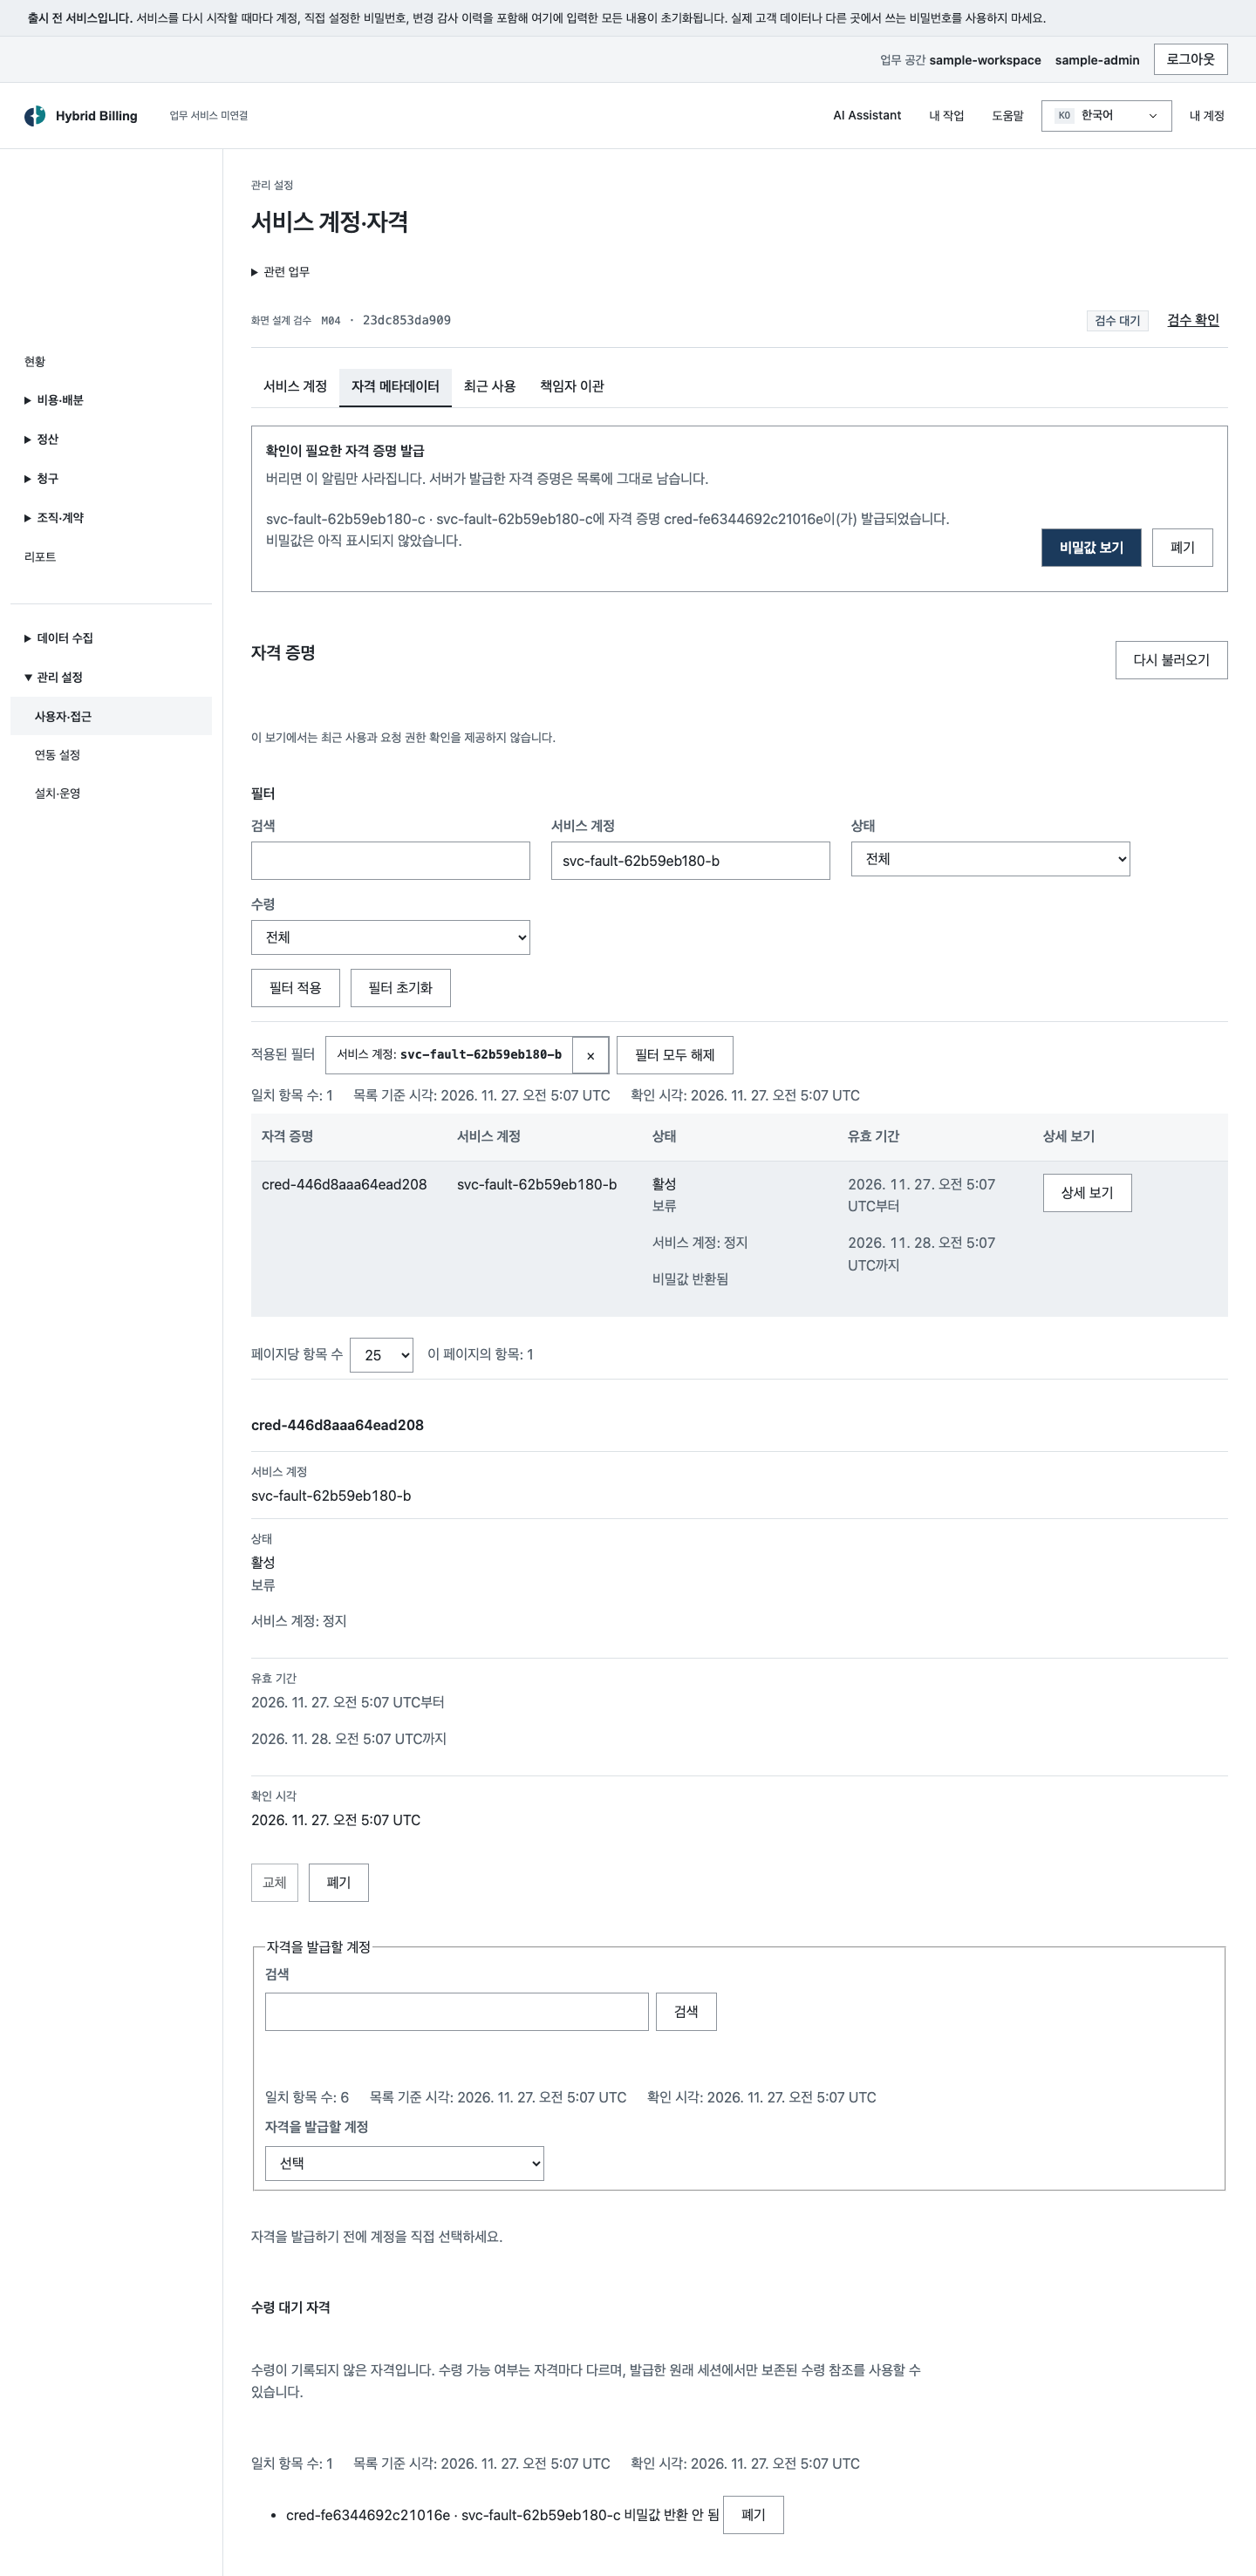 출시 전 서비스입니다. 서비스를 다시 시작할 때마다 계정, 직접 설정한 비밀번호, 변경 감사 이력을 포함해 여기에 입력한 모든 내용이 초기화됩니다. 실제 고객 데이터나 다른 곳에서 쓰는 비밀번호를 사용하지 마세요.
업무 공간 sample-workspace sample-admin 로그아웃
Hybrid Billing 업무 서비스 미연결 AI Assistant 내 작업 도움말 KO 한국어 내 계정
현황
비용·배분
정산
청구
조직·계약
리포트
데이터 수집
관리 설정
사용자·접근
연동 설정
설치·운영
관리 설정
서비스 계정·자격
관련 업무
화면 설계 검수 M04 · 23dc853da909 검수 대기 검수 확인
서비스 계정 자격 메타데이터 최근 사용 책임자 이관
확인이 필요한 자격 증명 발급
버리면 이 알림만 사라집니다. 서버가 발급한 자격 증명은 목록에 그대로 남습니다.
svc-fault-62b59eb180-c · svc-fault-62b59eb180-c에 자격 증명 cred-fe6344692c21016e이(가) 발급되었습니다.
비밀값은 아직 표시되지 않았습니다.
비밀값 보기 폐기
자격 증명 다시 불러오기
이 보기에서는 최근 사용과 요청 권한 확인을 제공하지 않습니다.
필터
검색 서비스 계정 상태
svc-fault-62b59eb180-b 전체
수령
전체
필터 적용 필터 초기화
적용된 필터 서비스 계정: svc-fault-62b59eb180-b × 필터 모두 해제
일치 항목 수: 1 목록 기준 시각: 2026. 11. 27. 오전 5:07 UTC 확인 시각: 2026. 11. 27. 오전 5:07 UTC
자격 증명 서비스 계정 상태 유효 기간 상세 보기
cred-446d8aaa64ead208 svc-fault-62b59eb180-b 활성 2026. 11. 27. 오전 5:07 상세 보기
보류 UTC부터
서비스 계정: 정지 2026. 11. 28. 오전 5:07
UTC까지
비밀값 반환됨
페이지당 항목 수 25 이 페이지의 항목: 1
cred-446d8aaa64ead208
서비스 계정
svc-fault-62b59eb180-b
상태
활성
보류
서비스 계정: 정지
유효 기간
2026. 11. 27. 오전 5:07 UTC부터
2026. 11. 28. 오전 5:07 UTC까지
확인 시각
2026. 11. 27. 오전 5:07 UTC
교체 폐기
자격을 발급할 계정
검색
검색
일치 항목 수: 6 목록 기준 시각: 2026. 11. 27. 오전 5:07 UTC 확인 시각: 2026. 11. 27. 오전 5:07 UTC
자격을 발급할 계정
선택
자격을 발급하기 전에 계정을 직접 선택하세요.
수령 대기 자격
수령이 기록되지 않은 자격입니다. 수령 가능 여부는 자격마다 다르며, 발급한 원래 세션에서만 보존된 수령 참조를 사용할 수
있습니다.
일치 항목 수: 1 목록 기준 시각: 2026. 11. 27. 오전 5:07 UTC 확인 시각: 2026. 11. 27. 오전 5:07 UTC
• cred-fe6344692c21016e · svc-fault-62b59eb180-c 비밀값 반환 안 됨 폐기